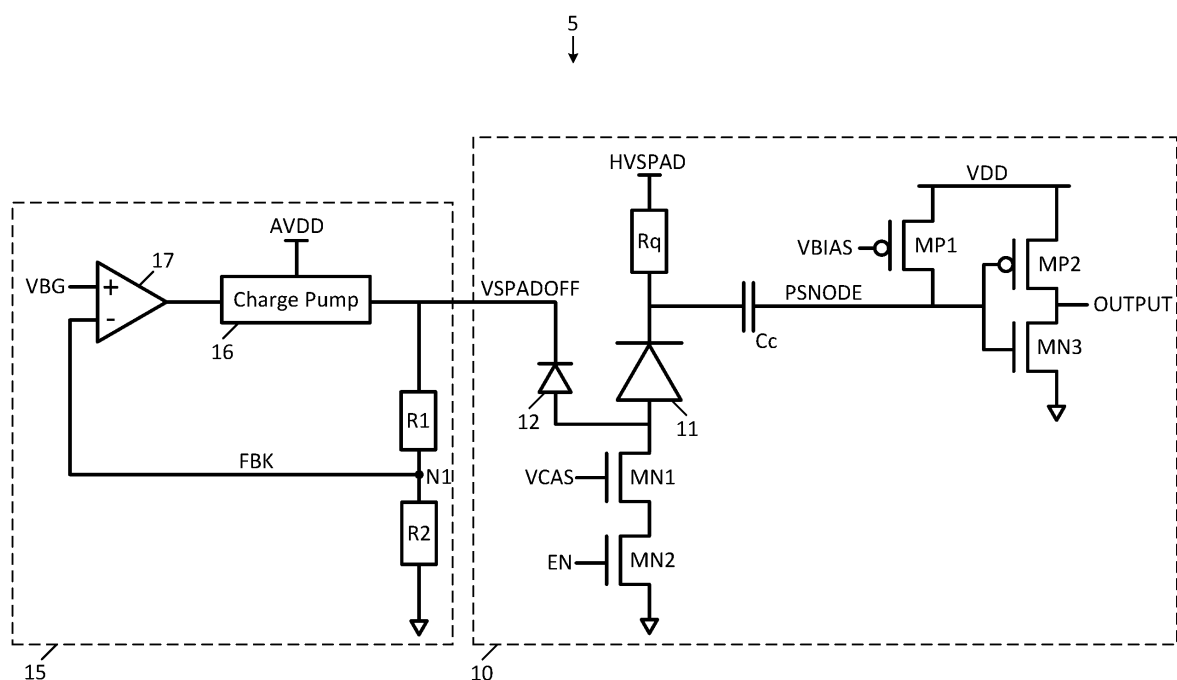 5
HVSPAD
VDD
AVDD
Rq
VBIAS
MP1
17
VBG
+
-
Charge Pump
VSPADOFF
PSNODE
MP2
OUTPUT
16
Cc
MN3
12
11
R1
FBK
N1
VCAS
MN1
R2
EN
MN2
15
10